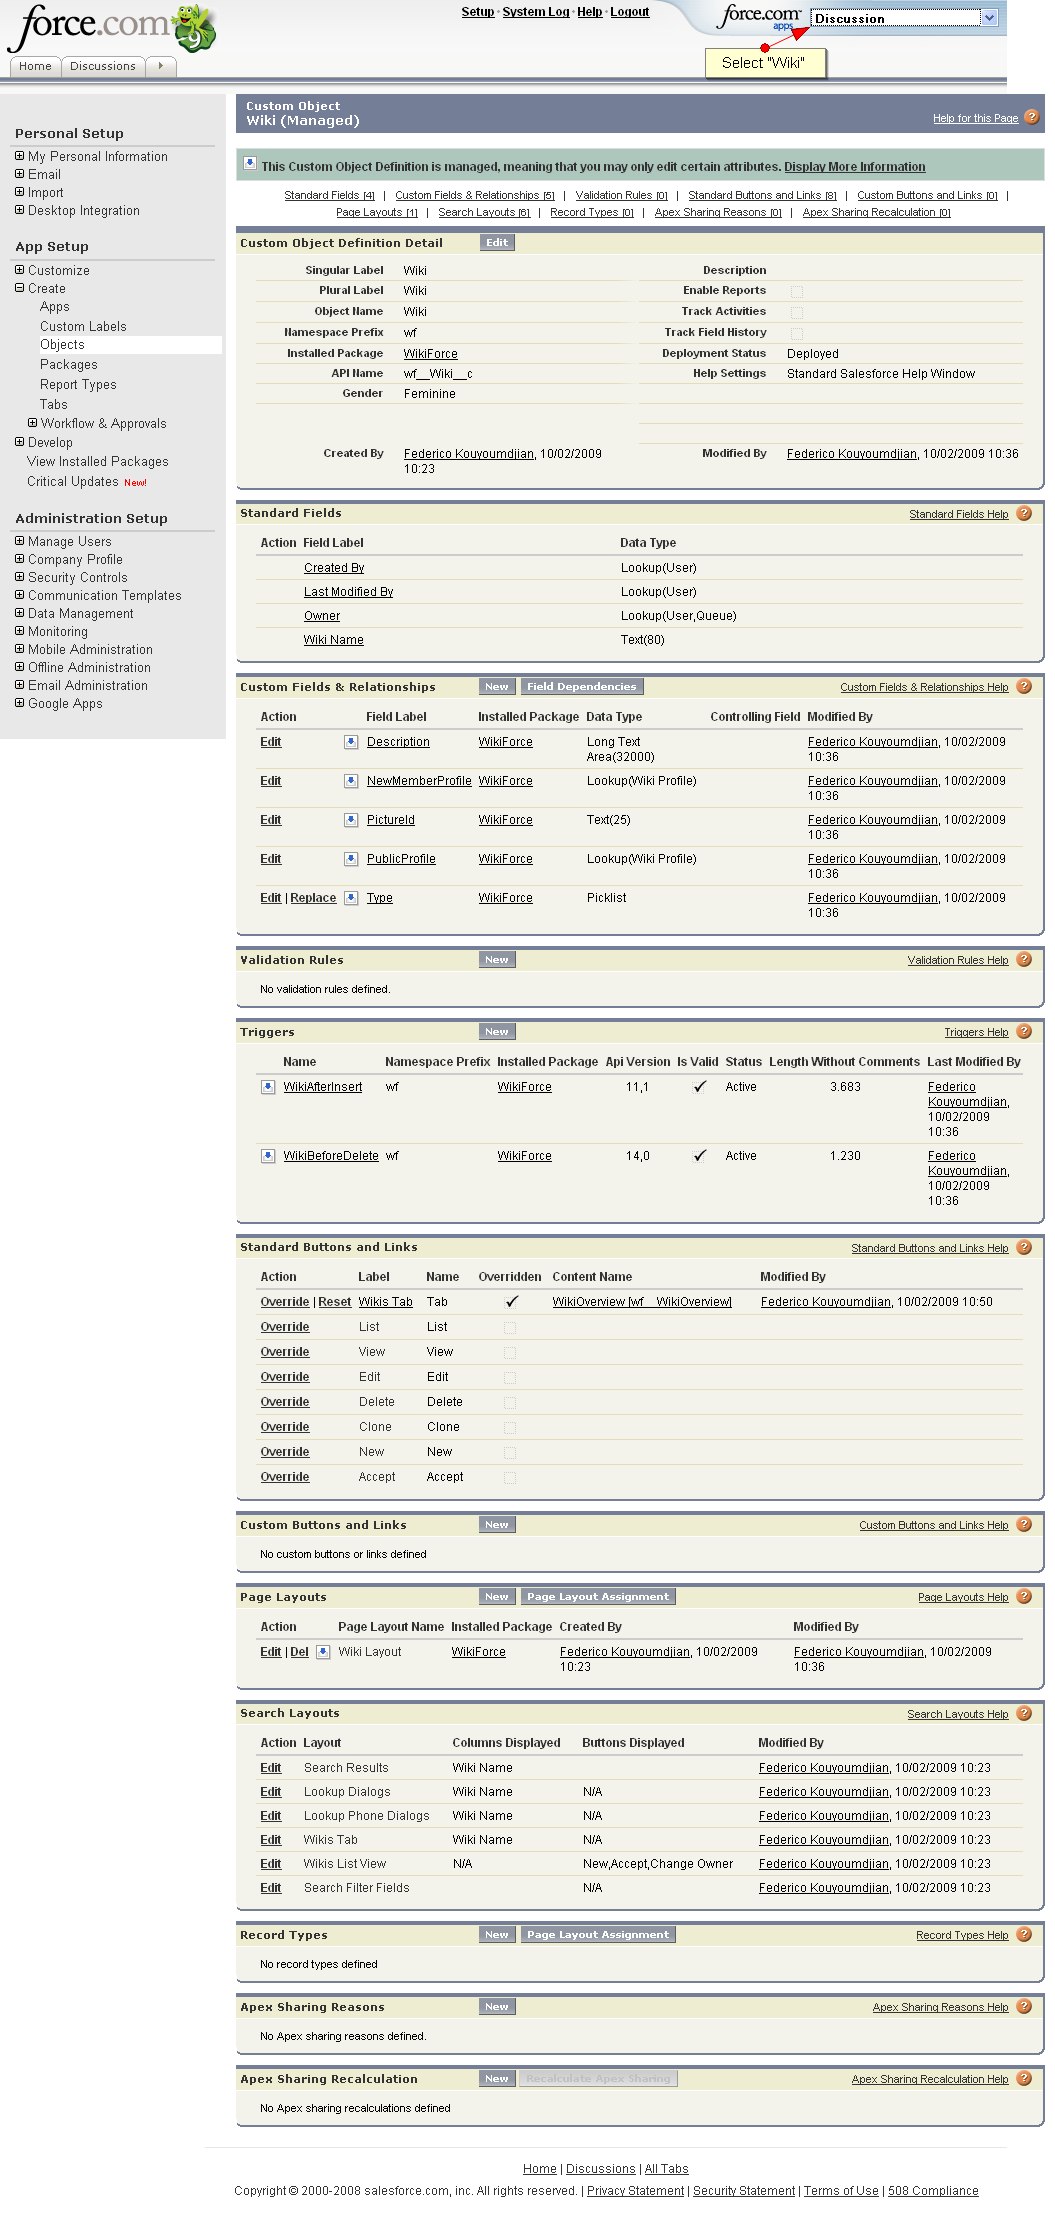 force.com 9
Setup · System Log · Help · Logout
force.com apps
Discussion
Select "Wiki"
Home
Discussions
Personal Setup
My Personal Information
Email
Import
Desktop Integration
App Setup
Customize
Create
Apps
Custom Labels
Objects
Packages
Report Types
Tabs
Workflow & Approvals
Develop
View Installed Packages
Critical Updates New!
Administration Setup
Manage Users
Company Profile
Security Controls
Communication Templates
Data Management
Monitoring
Mobile Administration
Offline Administration
Email Administration
Google Apps
Custom Object
Wiki (Managed)
Help for this Page ?
This Custom Object Definition is managed, meaning that you may only edit certain attributes. Display More Information
Standard Fields [4] | Custom Fields & Relationships [5] | Validation Rules [0] | Standard Buttons and Links [8] | Custom Buttons and Links [0] |
Page Layouts [1] | Search Layouts [6] | Record Types [0] | Apex Sharing Reasons [0] | Apex Sharing Recalculation [0]
Custom Object Definition Detail Edit
Singular Label Wiki Description
Plural Label Wiki Enable Reports
Object Name Wiki Track Activities
Namespace Prefix wf Track Field History
Installed Package WikiForce Deployment Status Deployed
API Name wf__Wiki__c Help Settings Standard Salesforce Help Window
Gender Feminine
Created By Federico Kouyoumdjian, 10/02/2009 Modified By Federico Kouyoumdjian, 10/02/2009 10:36
10:23
Standard Fields Standard Fields Help ?
Action Field Label Data Type
Created By Lookup(User)
Last Modified By Lookup(User)
Owner Lookup(User,Queue)
Wiki Name Text(80)
Custom Fields & Relationships New Field Dependencies Custom Fields & Relationships Help ?
Action Field Label Installed Package Data Type Controlling Field Modified By
Edit Description WikiForce Long Text Federico Kouyoumdjian, 10/02/2009
Area(32000) 10:36
Edit NewMemberProfile WikiForce Lookup(Wiki Profile) Federico Kouyoumdjian, 10/02/2009
10:36
Edit PictureId WikiForce Text(25) Federico Kouyoumdjian, 10/02/2009
10:36
Edit PublicProfile WikiForce Lookup(Wiki Profile) Federico Kouyoumdjian, 10/02/2009
10:36
Edit | Replace Type WikiForce Picklist Federico Kouyoumdjian, 10/02/2009
10:36
Validation Rules New Validation Rules Help ?
No validation rules defined.
Triggers New Triggers Help ?
Name Namespace Prefix Installed Package Api Version Is Valid Status Length Without Comments Last Modified By
WikiAfterInsert wf WikiForce 11,1 Active 3.683 Federico
Kouyoumdjian,
10/02/2009
10:36
WikiBeforeDelete wf WikiForce 14,0 Active 1.230 Federico
Kouyoumdjian,
10/02/2009
10:36
Standard Buttons and Links Standard Buttons and Links Help ?
Action Label Name Overridden Content Name Modified By
Override | Reset Wikis Tab Tab WikiOverview [wf__WikiOverview] Federico Kouyoumdjian, 10/02/2009 10:50
Override List List
Override View View
Override Edit Edit
Override Delete Delete
Override Clone Clone
Override New New
Override Accept Accept
Custom Buttons and Links New Custom Buttons and Links Help ?
No custom buttons or links defined
Page Layouts New Page Layout Assignment Page Layouts Help ?
Action Page Layout Name Installed Package Created By Modified By
Edit | Del Wiki Layout WikiForce Federico Kouyoumdjian, 10/02/2009 Federico Kouyoumdjian, 10/02/2009
10:23 10:36
Search Layouts Search Layouts Help ?
Action Layout Columns Displayed Buttons Displayed Modified By
Edit Search Results Wiki Name Federico Kouyoumdjian, 10/02/2009 10:23
Edit Lookup Dialogs Wiki Name N/A Federico Kouyoumdjian, 10/02/2009 10:23
Edit Lookup Phone Dialogs Wiki Name N/A Federico Kouyoumdjian, 10/02/2009 10:23
Edit Wikis Tab Wiki Name N/A Federico Kouyoumdjian, 10/02/2009 10:23
Edit Wikis List View N/A New,Accept,Change Owner Federico Kouyoumdjian, 10/02/2009 10:23
Edit Search Filter Fields N/A Federico Kouyoumdjian, 10/02/2009 10:23
Record Types New Page Layout Assignment Record Types Help ?
No record types defined
Apex Sharing Reasons New Apex Sharing Reasons Help ?
No Apex sharing reasons defined.
Apex Sharing Recalculation New Recalculate Apex Sharing Apex Sharing Recalculation Help ?
No Apex sharing recalculations defined
Home | Discussions | All Tabs
Copyright © 2000-2008 salesforce.com, inc. All rights reserved. | Privacy Statement | Security Statement | Terms of Use | 508 Compliance